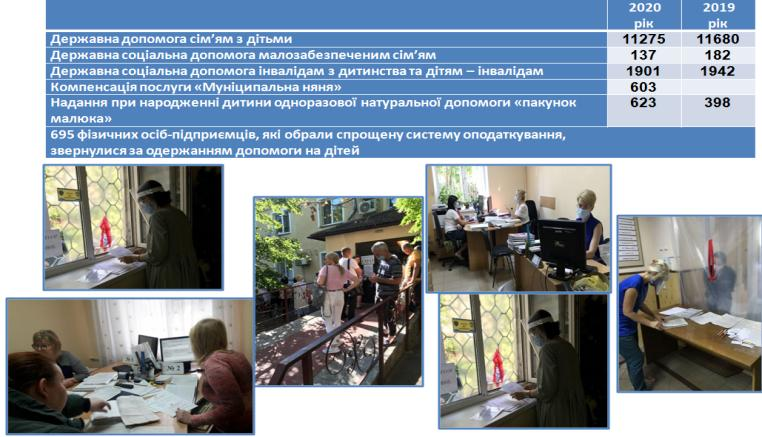 2020 рік
2019 рік
Державна допомога сім'ям з дітьми 11275 11680
Державна соціальна допомога малозабезпеченим сім'ям 137 182
Державна соціальна допомога інвалідам з дитинства та дітям – інвалідам 1901 1942
Компенсація послуги «Муніципальна няня» 603
Надання при народженні дитини одноразової натуральної допомоги «пакунок
малюка» 623 398
695 фізичних осіб-підприємців, які обрали спрощену систему оподаткування,
звернулися за одержанням допомоги на дітей
№ 2